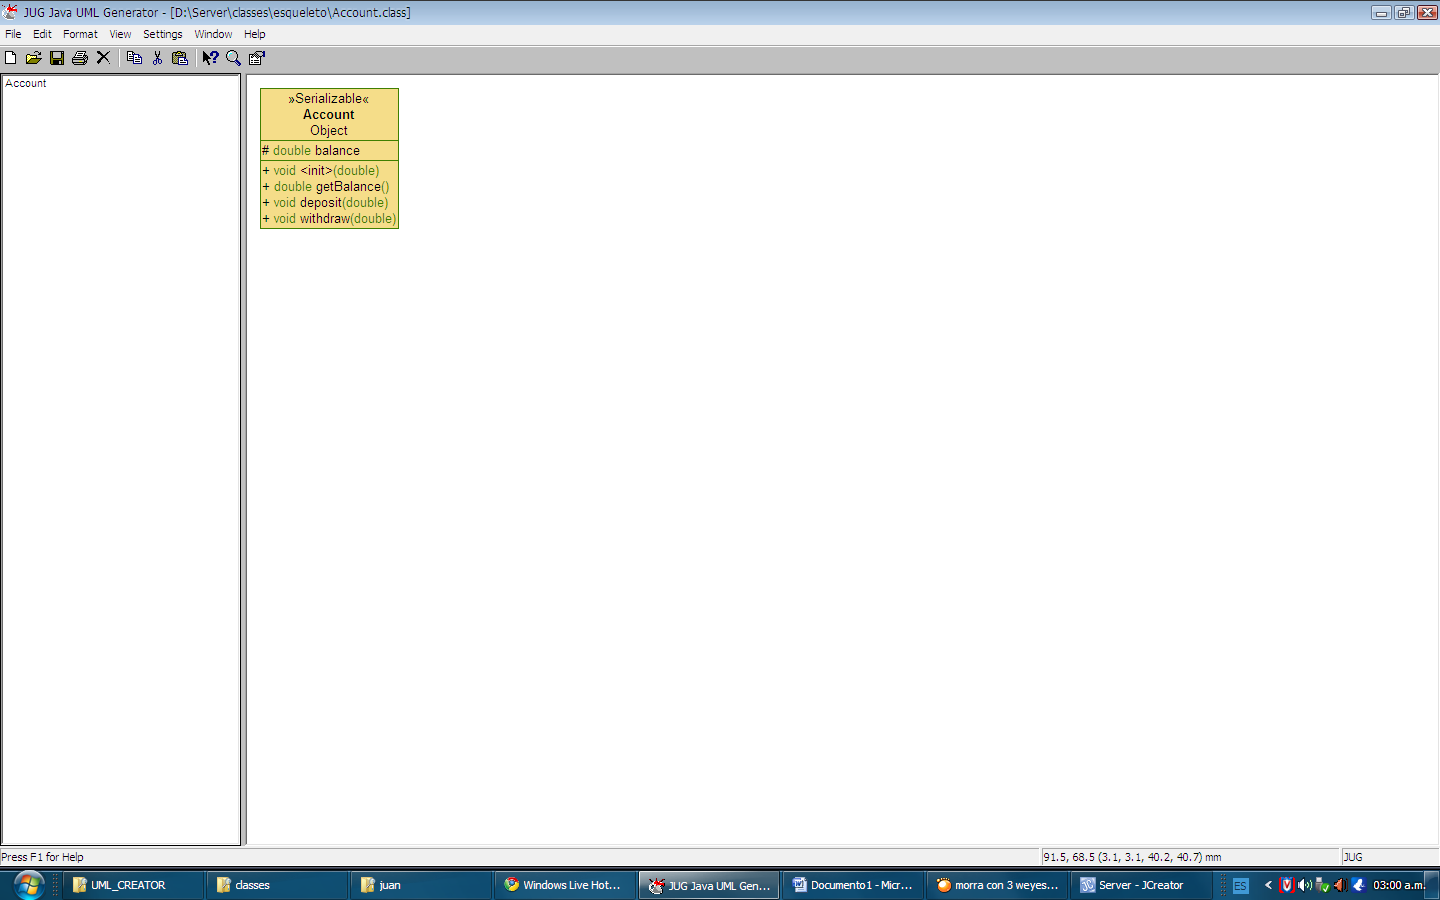 JUG Java UML Generator - [D:\Server\classes\esqueleto\Account.class]
File Edit Format View Settings Window Help
Account
»Serializable«
Account
Object
# double balance
+ void <init>(double)
+ double getBalance()
+ void deposit(double)
+ void withdraw(double)
Press F1 for Help
91.5, 68.5 (3.1, 3.1, 40.2, 40.7) mm
JUG
UML_CREATOR
classes
juan
Windows Live Hot...
JUG Java UML Gen...
Documento1 - Micr...
morra con 3 weyes...
Server - JCreator
ES
03:00 a.m.